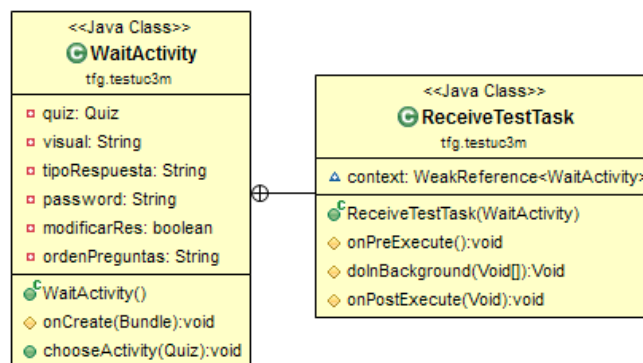 <<Java Class>>
WaitActivity
tfg.testuc3m
quiz: Quiz
visual: String
tipoRespuesta: String
password: String
modificarRes: boolean
ordenPreguntas: String
WaitActivity()
onCreate(Bundle):void
chooseActivity(Quiz):void
<<Java Class>>
ReceiveTestTask
tfg.testuc3m
context: WeakReference<WaitActivity>
ReceiveTestTask(WaitActivity)
onPreExecute():void
doInBackground(Void[]):Void
onPostExecute(Void):void